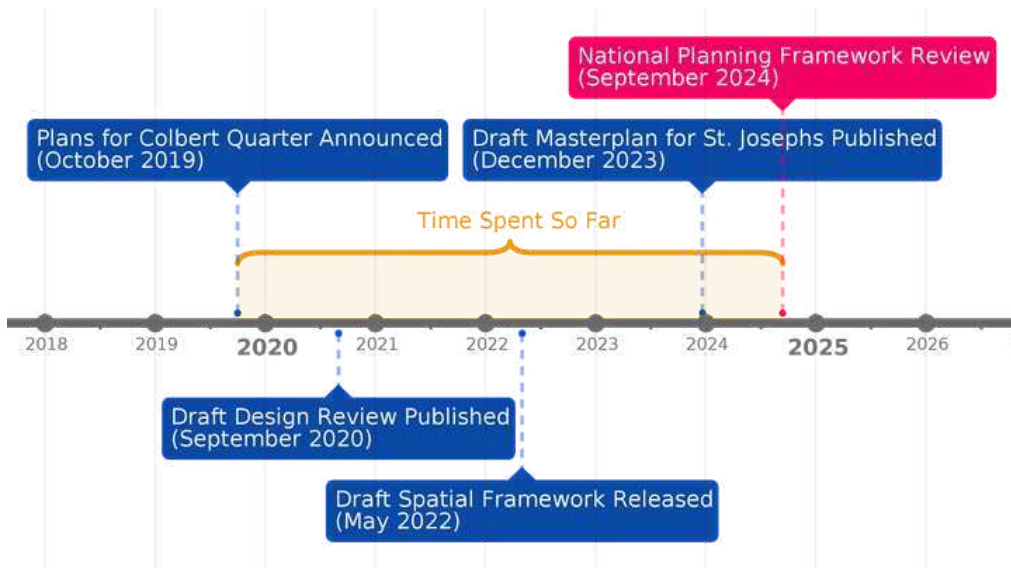 National Planning Framework Review
(September 2024)
Plans for Colbert Quarter Announced
(October 2019)
Draft Masterplan for St. Josephs Published
(December 2023)
Time Spent So Far
2018
2019
2020
2021
2022
2023
2024
2025
2026
Draft Design Review Published
(September 2020)
Draft Spatial Framework Released
(May 2022)